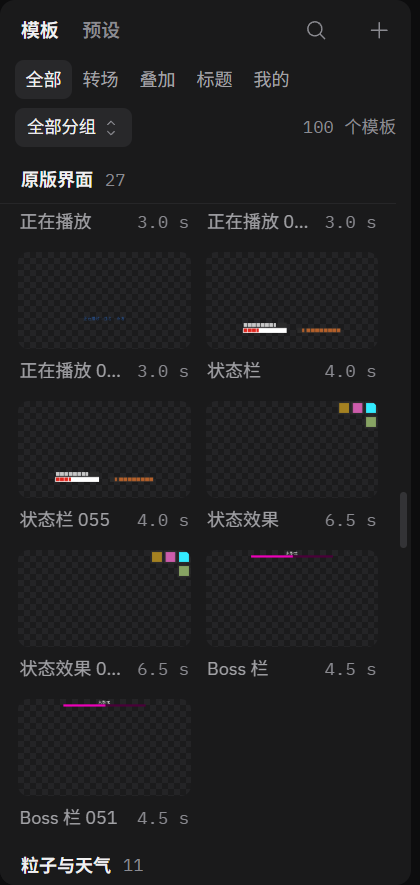 模板 预设
全部 转场 叠加 标题 我的
全部分组 100 个模板
原版界面 27
正在播放 3.0 s 正在播放 0... 3.0 s
正在播放 0... 3.0 s 状态栏 4.0 s
状态栏 055 4.0 s 状态效果 6.5 s
状态效果 0... 6.5 s Boss 栏 4.5 s
Boss 栏 051 4.5 s
粒子与天气 11